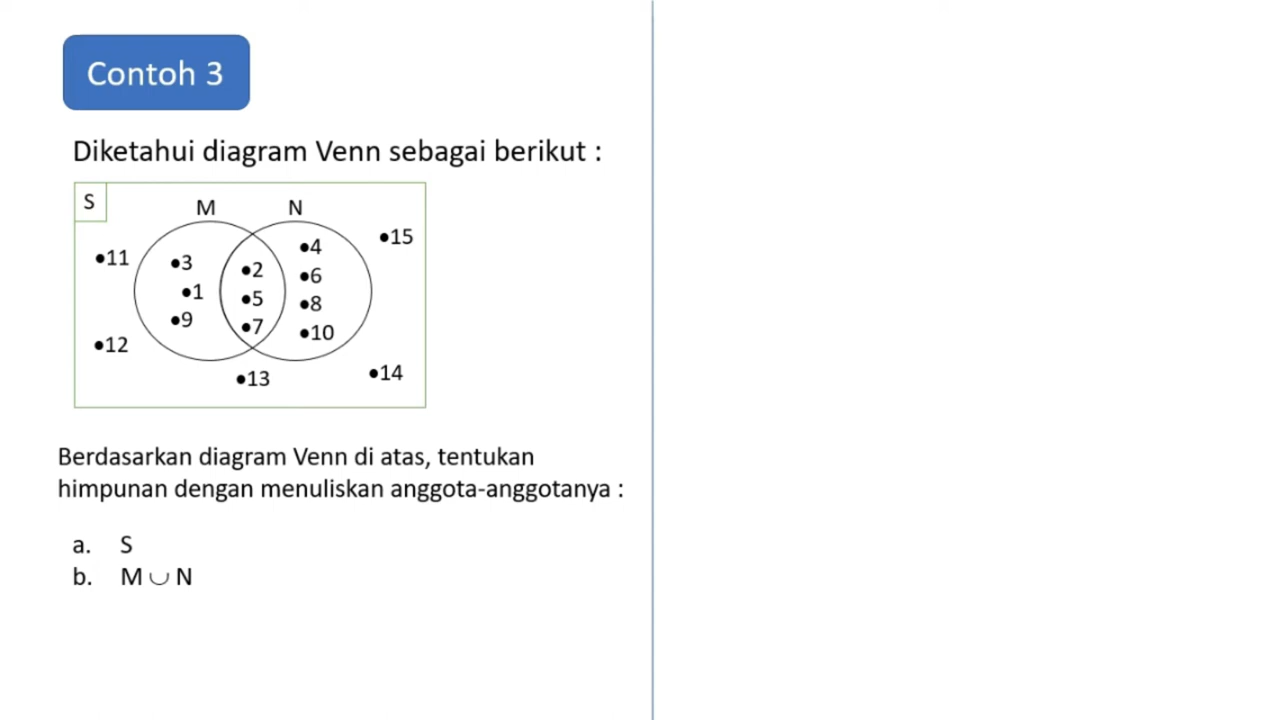 Contoh 3
Diketahui diagram Venn sebagai berikut :
S
M N
●11
●3
●1
●9
●12
●2
●5
●7
●4
●6
●8
●10
●15
●13
●14
Berdasarkan diagram Venn di atas, tentukan
himpunan dengan menuliskan anggota-anggotanya :
a. S
b. M ∪ N